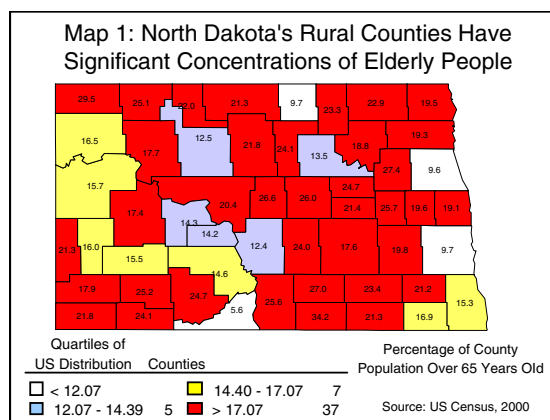 Map 1: North Dakota's Rural Counties Have
Significant Concentrations of Elderly People
29.5 25.1 22.0 21.3 9.7 23.3 22.9 19.5
16.5 17.7 12.5 21.8 24.1 13.5 18.8 19.3
27.4 9.6
15.7 17.4 20.4 26.6 26.0 24.7
21.4 25.7 19.6 19.1
14.3 14.2 12.4 24.0 17.6 19.8 9.7
21.3 16.0 15.5 14.6
17.9 25.2 24.7 5.6 25.6 27.0 23.4 21.2 15.3
21.8 24.1 34.2 21.3 16.9
Quartiles of
US Distribution Counties
< 12.07
12.07 - 14.39 5
14.40 - 17.07 7
> 17.07 37
Percentage of County
Population Over 65 Years Old
Source: US Census, 2000